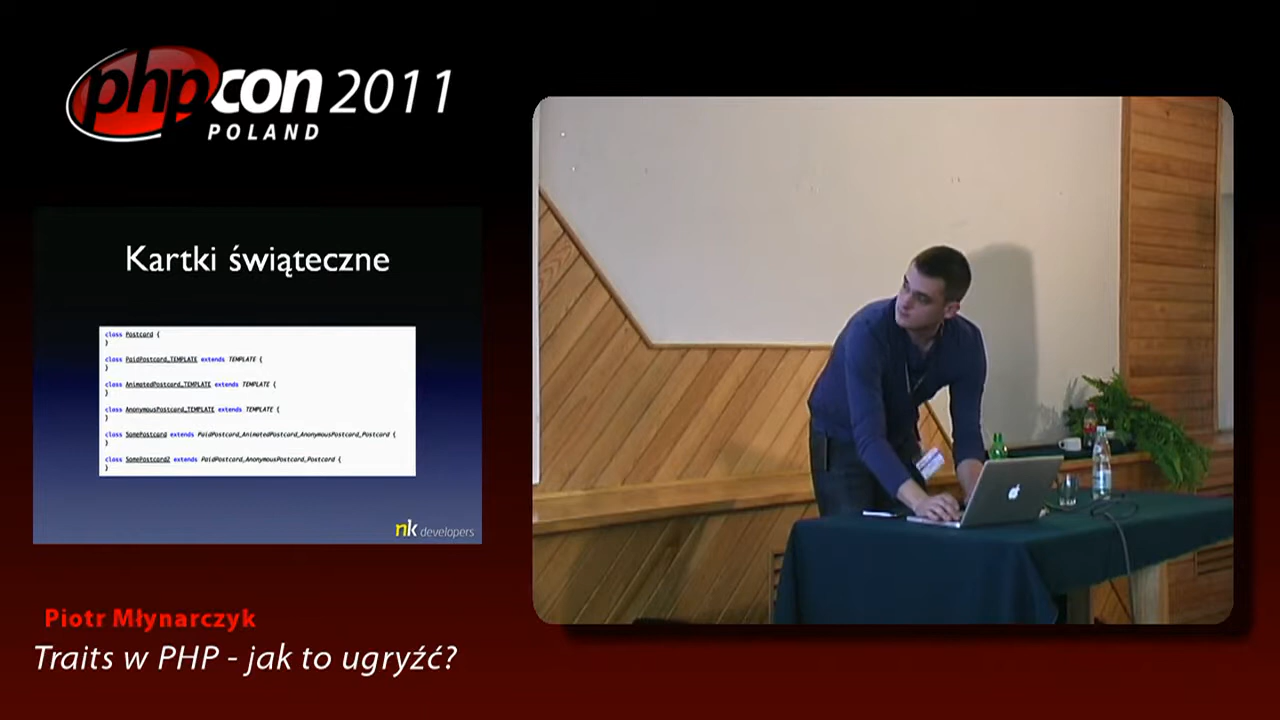 phpcon 2011
POLAND
Kartki świąteczne
class Postcard {
}
class PaidPostcard_TEMPLATE extends TEMPLATE {
}
class AnimatedPostcard_TEMPLATE extends TEMPLATE {
}
class AnonymousPostcard_TEMPLATE extends TEMPLATE {
}
class SomePostcard extends PaidPostcard_AnimatedPostcard_AnonymousPostcard_Postcard {
}
class SomePostcard2 extends PaidPostcard_AnonymousPostcard_Postcard {
}
nk developers
Piotr Młynarczyk
Traits w PHP - jak to ugryźć?